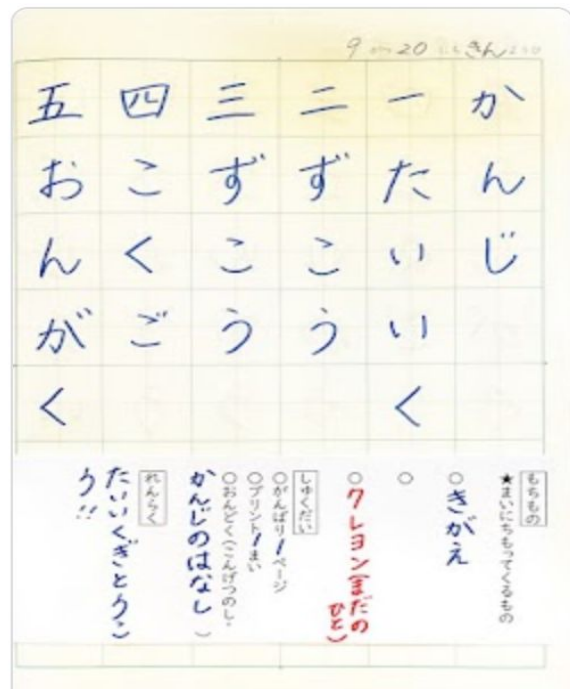 9 20 きん
かんじ
一たいいく
二ずこう
三ずこう
四こくご
五おんがく
もちもの
★まいにちもってくるもの
○きがえ
○
○クレヨン(まだの
ひと)
しゅくだい
○がんばり1ページ
○プリント1まい
○おんどく(こんげつのし・
かんじのはなし)
れんらく
たいいくぎとうこ
う!!